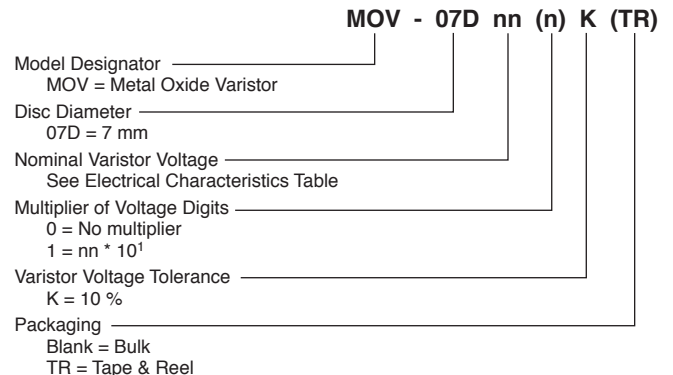 MOV - 07D nn (n) K (TR)
Model Designator
MOV = Metal Oxide Varistor
Disc Diameter
07D = 7 mm
Nominal Varistor Voltage
See Electrical Characteristics Table
Multiplier of Voltage Digits
0 = No multiplier
1 = nn * 10¹
Varistor Voltage Tolerance
K = 10 %
Packaging
Blank = Bulk
TR = Tape & Reel